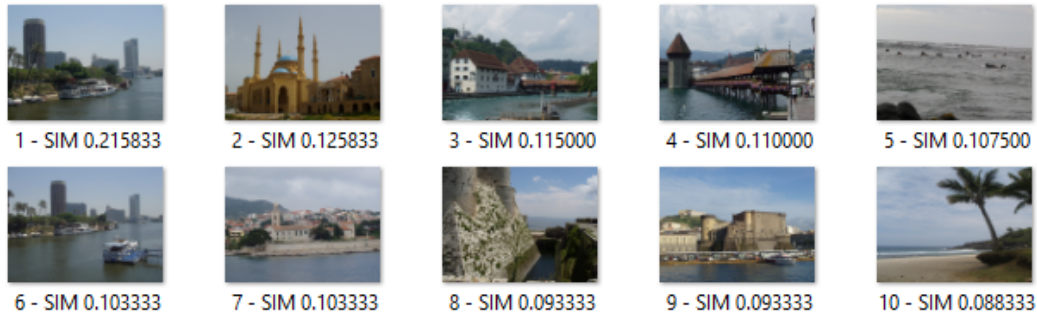 1 - SIM 0.215833
2 - SIM 0.125833
3 - SIM 0.115000
4 - SIM 0.110000
5 - SIM 0.107500
6 - SIM 0.103333
7 - SIM 0.103333
8 - SIM 0.093333
9 - SIM 0.093333
10 - SIM 0.088333